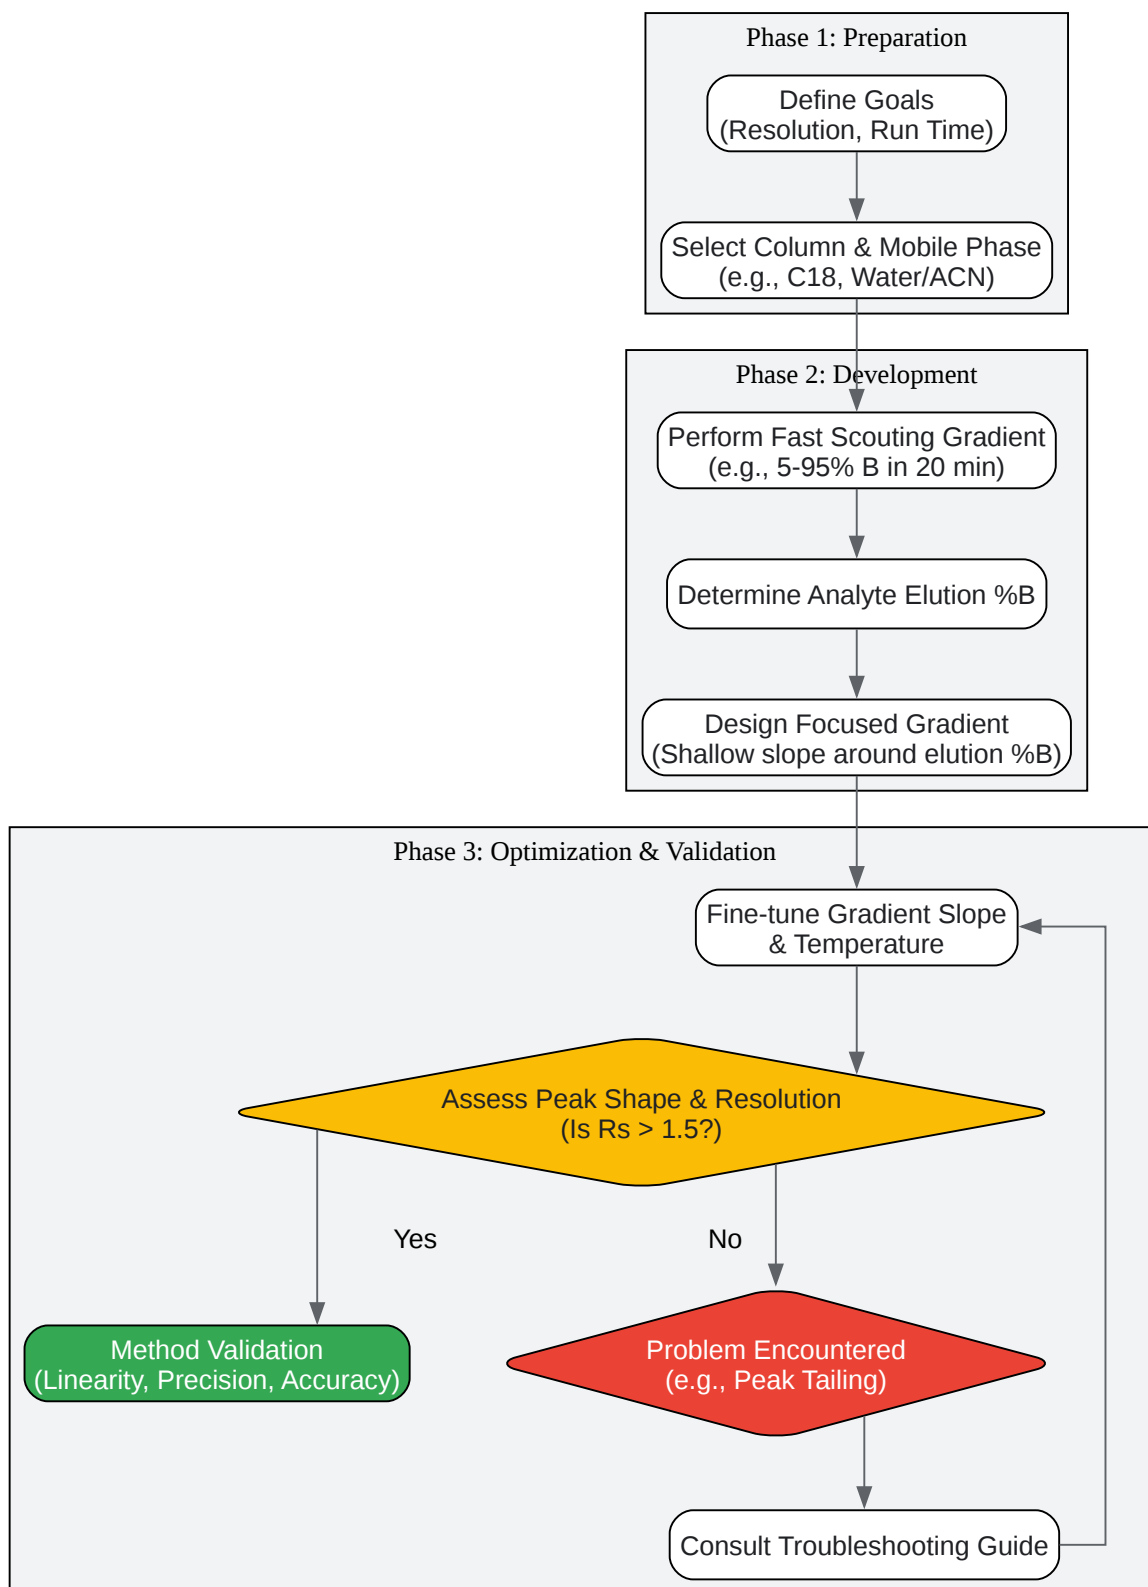 Phase 1: Preparation
Define Goals
(Resolution, Run Time)
Select Column & Mobile Phase
(e.g., C18, Water/ACN)
Phase 2: Development
Perform Fast Scouting Gradient
(e.g., 5-95% B in 20 min)
Determine Analyte Elution %B
Design Focused Gradient
(Shallow slope around elution %B)
Phase 3: Optimization & Validation
Fine-tune Gradient Slope
& Temperature
Assess Peak Shape & Resolution
(Is Rs > 1.5?)
Yes
No
Method Validation
(Linearity, Precision, Accuracy)
Problem Encountered
(e.g., Peak Tailing)
Consult Troubleshooting Guide